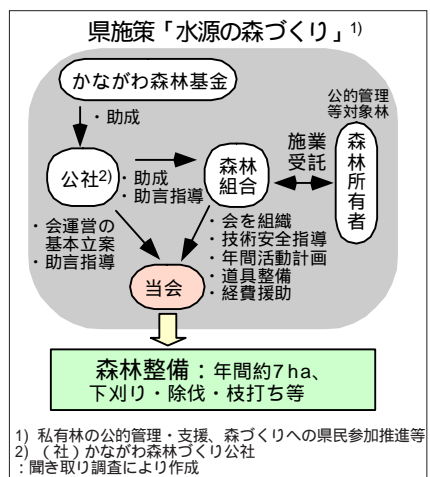 県施策「水源の森づくり」1)
かながわ森林基金
・助成
公社2)
・助成
・助言指導
森林
組合
施業
受託
公的管理
等対象林
森林所有者
・会運営の
基本立案
・助言指導
・会を組織
・技術安全指導
・年間活動計画
・道具整備
・経費援助
当会
森林整備:年間約7ha、
下刈り・除伐・枝打ち等
1) 私有林の公的管理・支援、森づくりへの県民参加推進等
2) (社)かながわ森林づくり公社
:聞き取り調査により作成